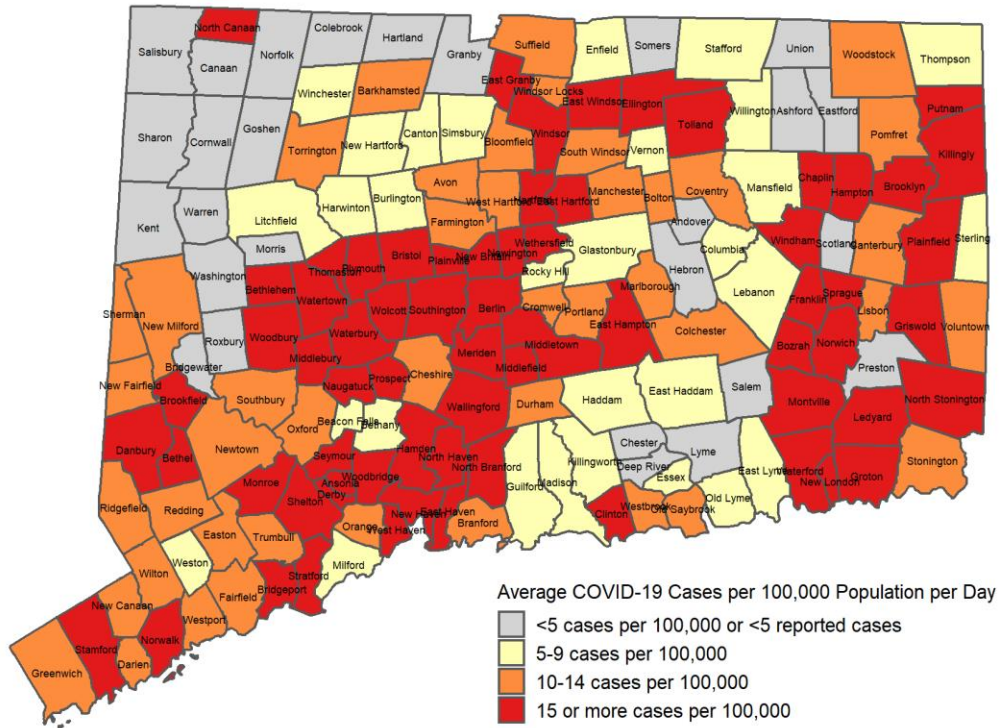 North Canaan
Colebrook
Hartland
Suffield
Enfield
Somers
Stafford
Union
Woodstock
Thompson
Salisbury
Canaan
Norfolk
Granby
East Granby
Windsor Locks
East Windsor
Ellington
Winchester
Barkhamsted
Willington
Ashford
Eastford
Putnam
Sharon
Cornwall
Goshen
Torrington
New Hartford
Canton
Simsbury
Bloomfield
Windsor
South Windsor
Vernon
Tolland
Pomfret
Killingly
Kent
Warren
Litchfield
Harwinton
Burlington
Avon
West Hartford
Hartford
East Hartford
Manchester
Bolton
Coventry
Mansfield
Chaplin
Hampton
Brooklyn
Morris
Farmington
Andover
Columbia
Windham
Scotland
Canterbury
Plainfield
Sterling
Washington
Bethlehem
Thomaston
Plymouth
Bristol
Plainville
New Britain
Newington
Wethersfield
Rocky Hill
Glastonbury
Hebron
Lebanon
Sherman
New Milford
Roxbury
Woodbury
Watertown
Waterbury
Wolcott
Southington
Berlin
Cromwell
Portland
Marlborough
East Hampton
Colchester
Franklin
Sprague
Lisbon
Griswold
Voluntown
Bridgewater
Middlebury
Meriden
Middletown
Middlefield
Bozrah
Norwich
Preston
New Fairfield
Brookfield
Southbury
Naugatuck
Prospect
Cheshire
Wallingford
Durham
Haddam
East Haddam
Salem
Montville
Ledyard
North Stonington
Danbury
Bethel
Newtown
Oxford
Beacon Falls
Bethany
Hamden
North Haven
North Branford
Guilford
Madison
Killingworth
Chester
Deep River
Essex
Lyme
East Lyme
Waterford
New London
Groton
Stonington
Seymour
Ansonia
Derby
Woodbridge
Monroe
Shelton
Ridgefield
Redding
Easton
Trumbull
Orange
New Haven
West Haven
East Haven
Branford
Clinton
Westbrook
Old Saybrook
Old Lyme
Weston
Wilton
Stratford
Bridgeport
Milford
Fairfield
Westport
New Canaan
Norwalk
Darien
Stamford
Greenwich
Average COVID-19 Cases per 100,000 Population per Day
<5 cases per 100,000 or <5 reported cases
5-9 cases per 100,000
10-14 cases per 100,000
15 or more cases per 100,000